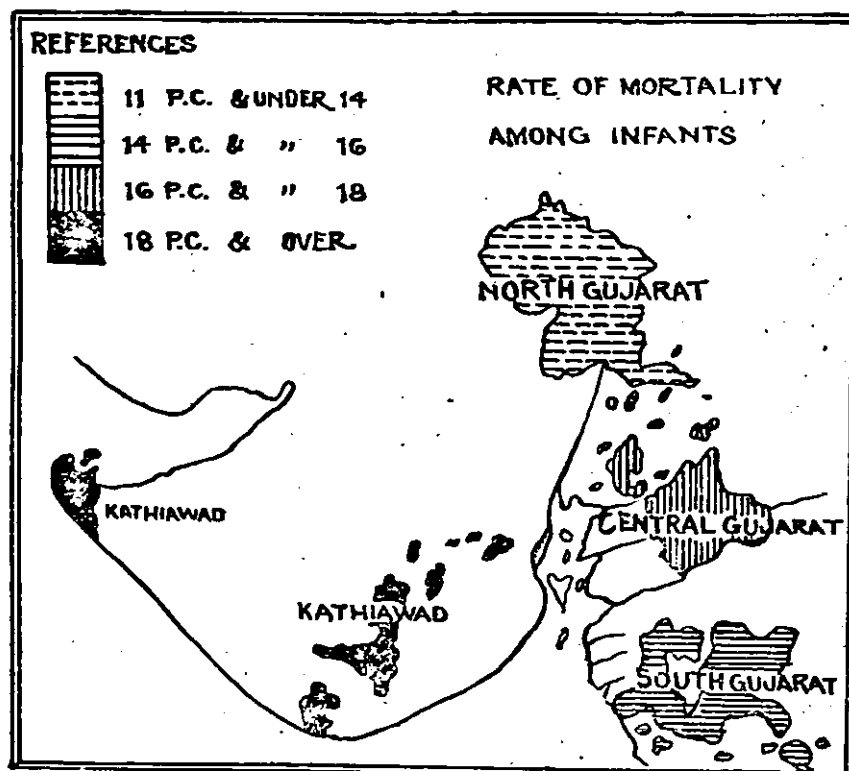 REFERENCES
11 P.C. & UNDER 14
14 P.C. & " 16
16 P.C. & " 18
18 P.C. & OVER
RATE OF MORTALITY
AMONG INFANTS
NORTH GUJARAT
KATHIAWAD
CENTRAL GUJARAT
KATHIAWAD
SOUTH GUJARAT